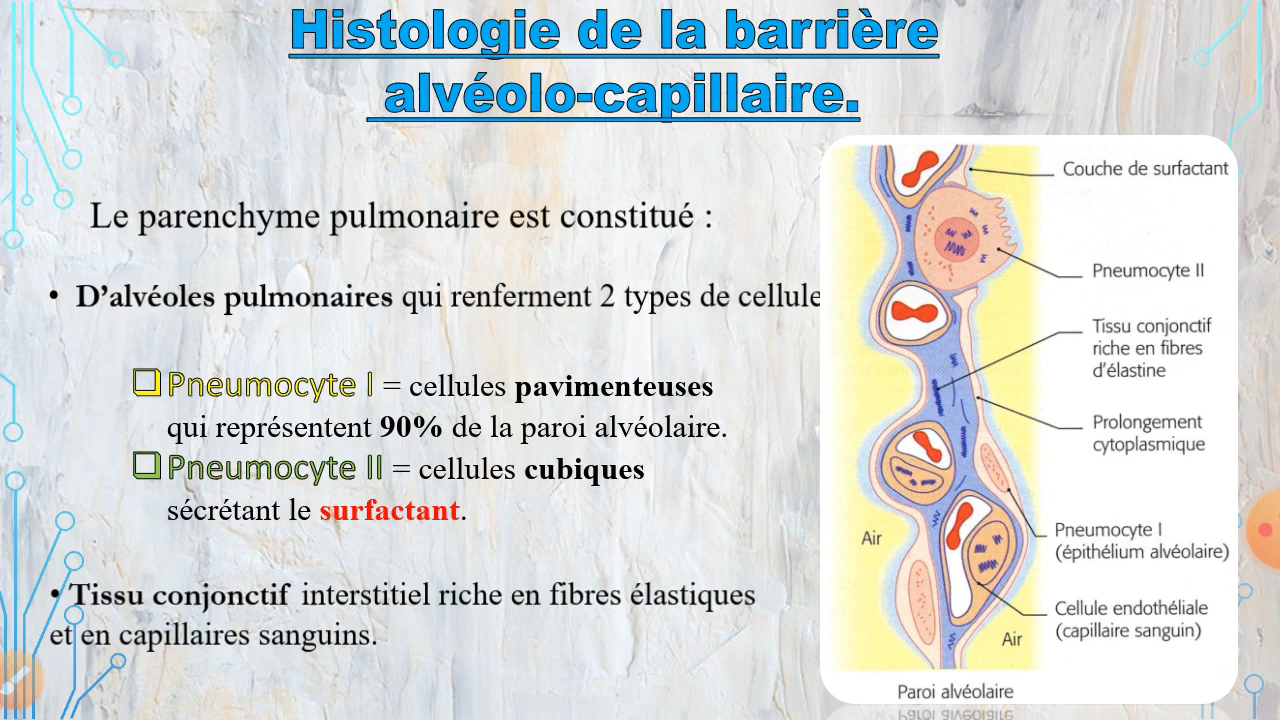 Histologie de la barrière
alvéolo-capillaire.
Le parenchyme pulmonaire est constitué :
• D’alvéoles pulmonaires qui renferment 2 types de cellule
❑ Pneumocyte I = cellules pavimenteuses
qui représentent 90% de la paroi alvéolaire.
❑ Pneumocyte II = cellules cubiques
sécrétant le surfactant.
• Tissu conjonctif interstitiel riche en fibres élastiques
et en capillaires sanguins.
Couche de surfactant
Pneumocyte II
Tissu conjonctif
riche en fibres
d’élastine
Prolongement
cytoplasmique
Pneumocyte I
(épithélium alvéolaire)
Cellule endothéliale
(capillaire sanguin)
Air
Air
Paroi alvéolaire